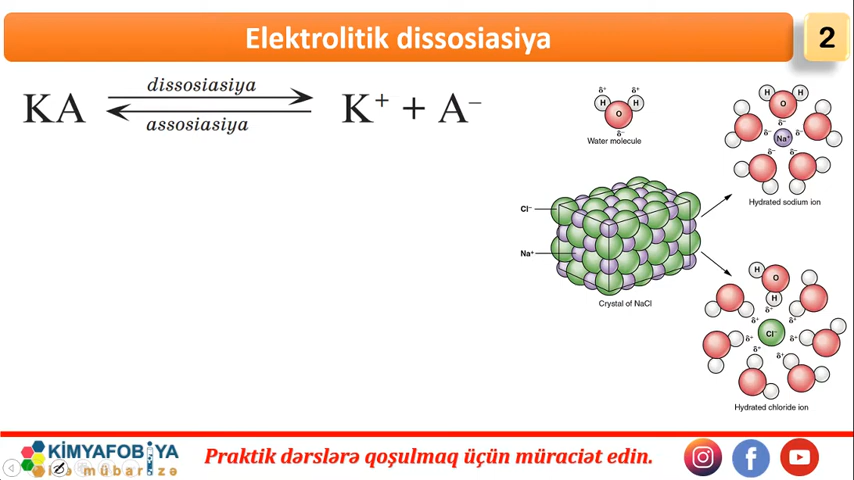 Elektrolitik dissosiasiya
2
dissosiasiya
KA K⁺ + A⁻
assosiasiya
δ⁺ δ⁺
H H
O
δ⁻
Water molecule
H H
O
δ⁻
δ⁻ Na⁺ δ⁻
δ⁻ δ⁻
Hydrated sodium ion
Cl⁻
Na⁺
Crystal of NaCl
H O
H
δ⁺
δ⁺ δ⁺
Cl⁻
δ⁺ δ⁺
δ⁺ δ⁺
Hydrated chloride ion
KİMYAFOBİYA
ilə mübarizə
Praktik dərslərə qoşulmaq üçün müraciət edin.